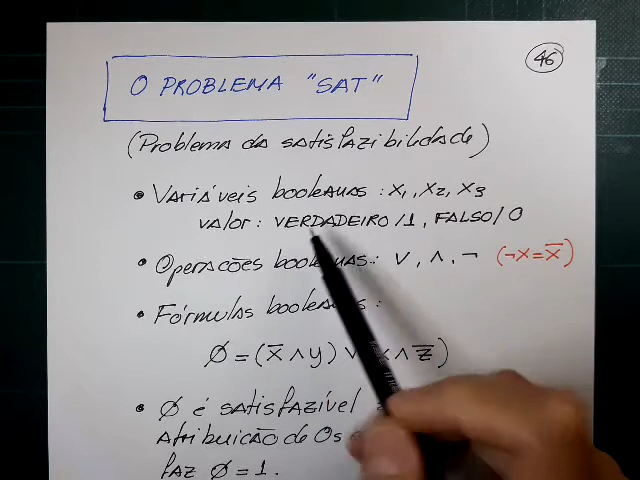 46
O PROBLEMA "SAT"
(Problema da satisfazibilidade)
• Variáveis booleanas : x₁, x₂, x₃
valor : VERDADEIRO/1, FALSO/0
• Operações booleanas : ∨, ∧, ¬ (¬x = x̅)
• Fórmulas booleanas :
Ø = (x̅ ∧ y) ∨ x ∧ z̅)
• Ø é satisfazível
atribuição de 0s e
faz Ø = 1.